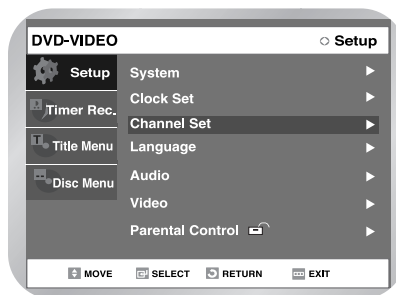 DVD-VIDEO Setup
Setup
Timer Rec.
Title Menu
Disc Menu
System
Clock Set
Channel Set
Language
Audio
Video
Parental Control
MOVE SELECT RETURN EXIT